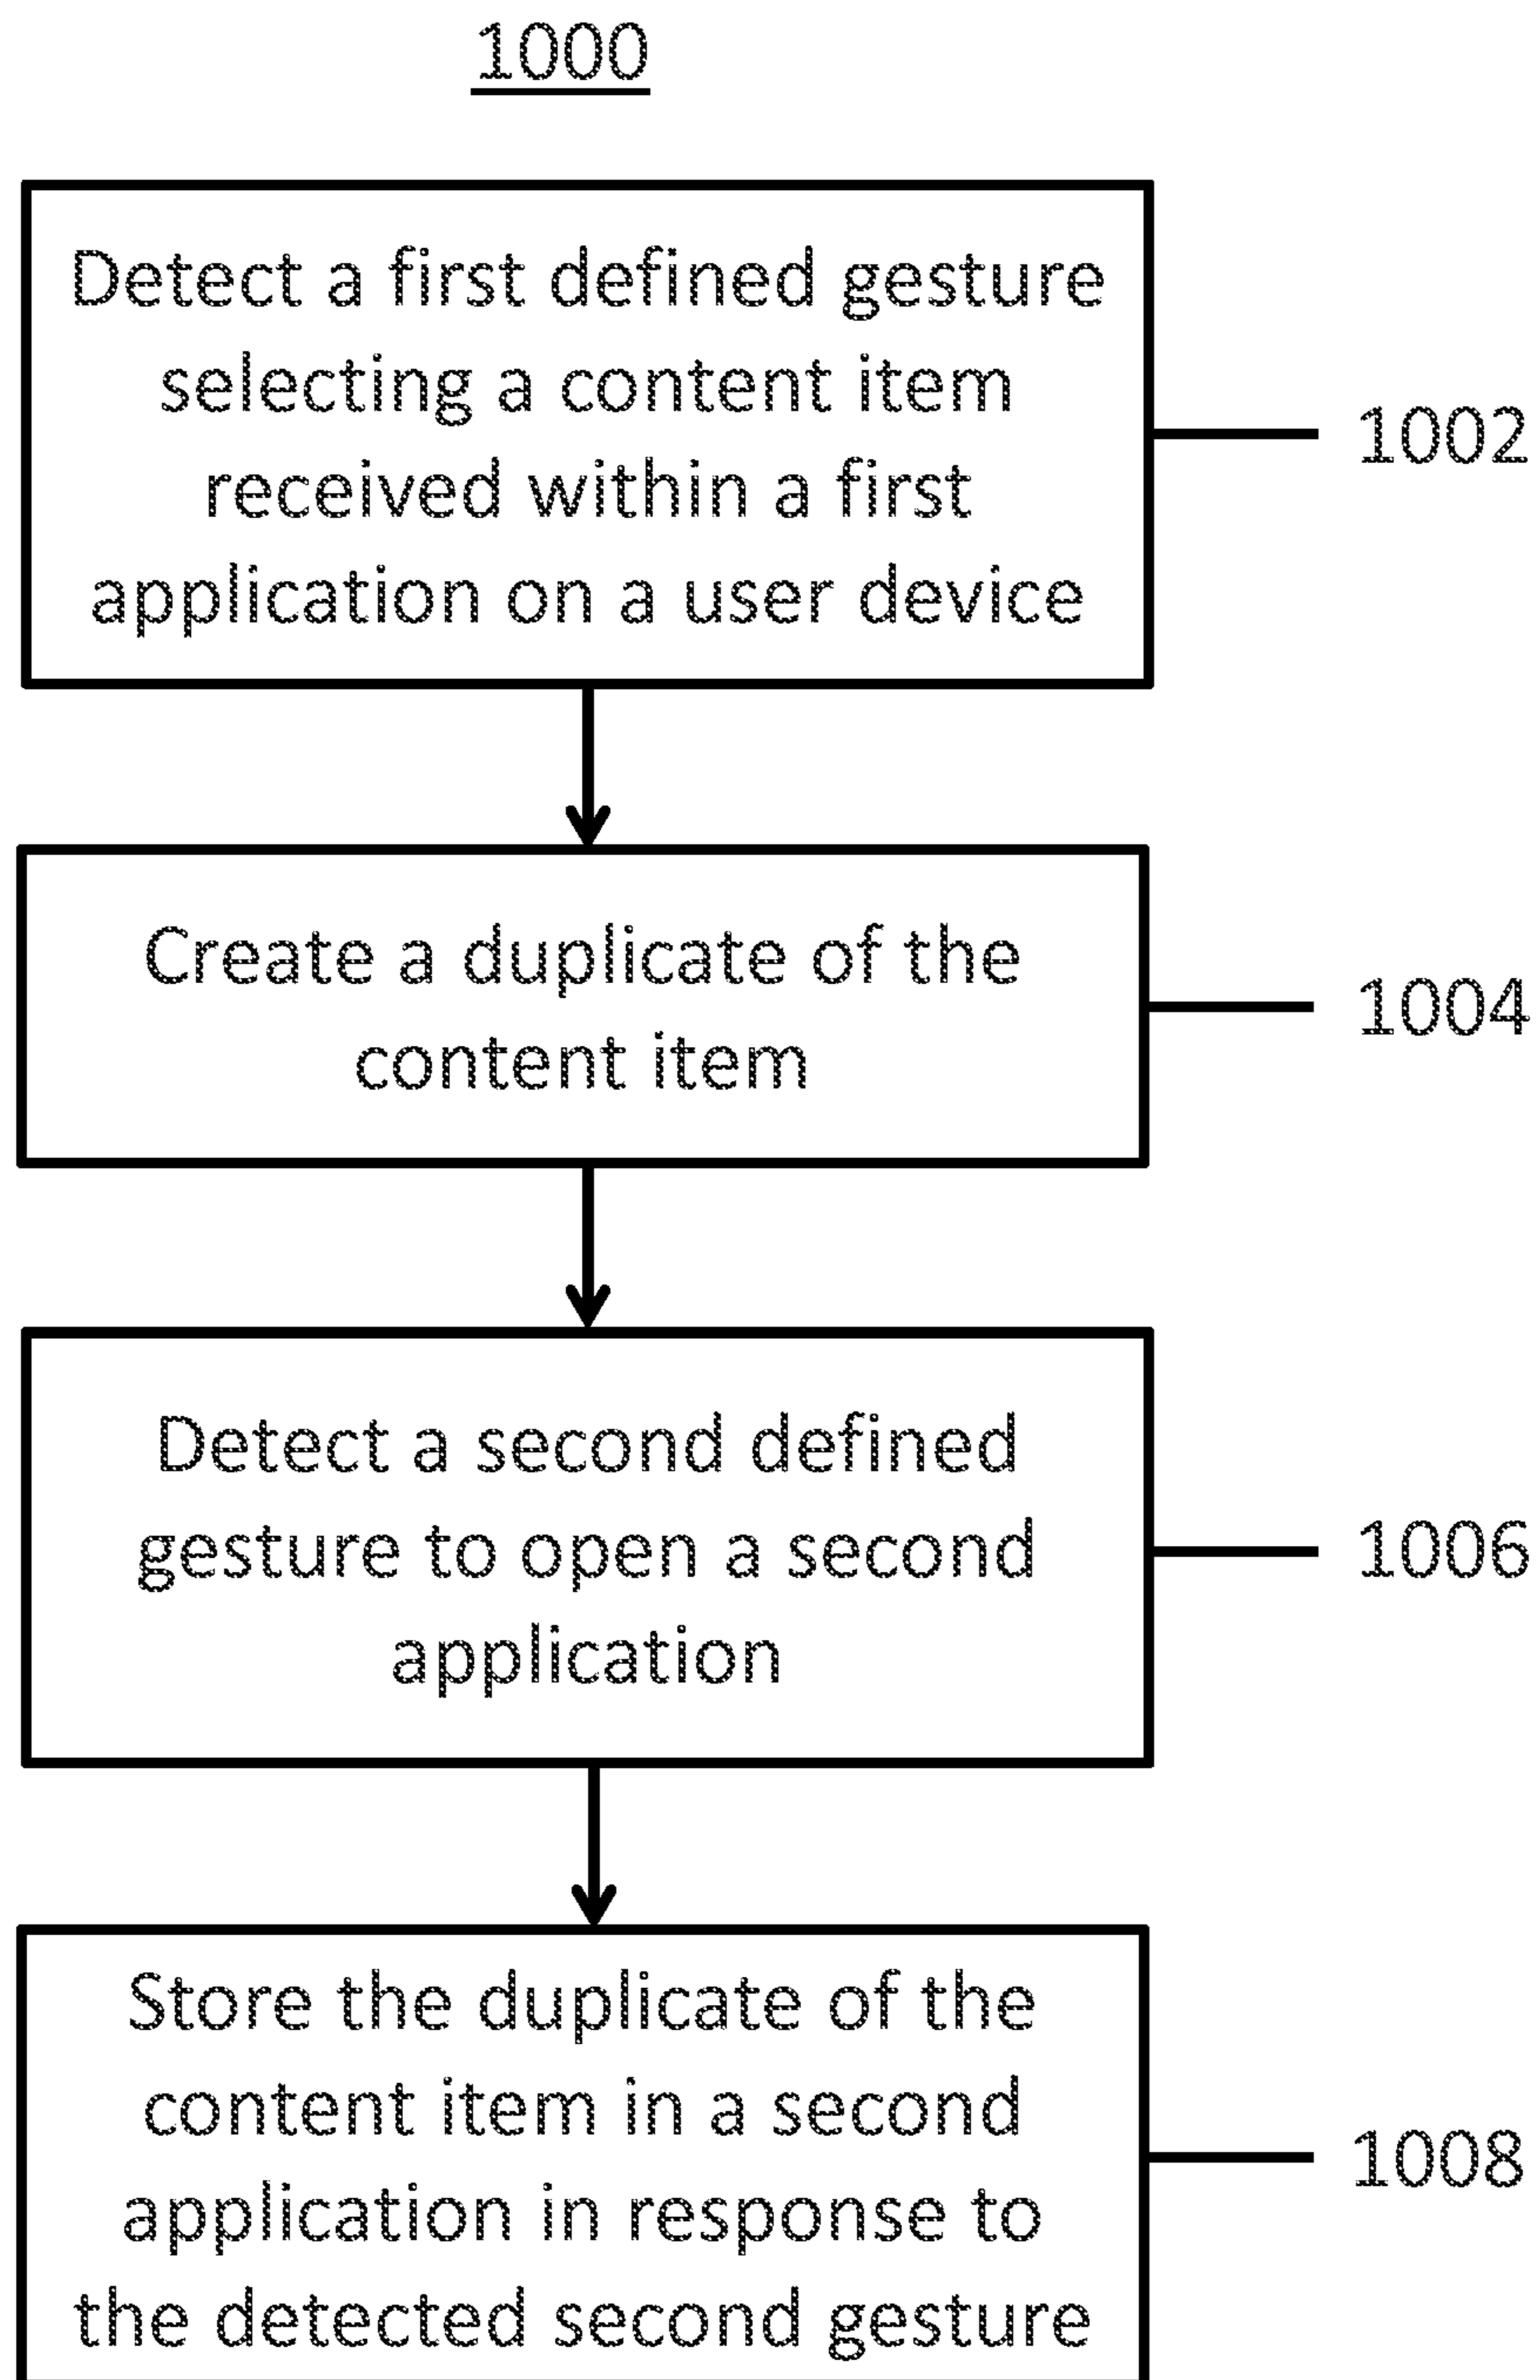 1000
Detect a first defined gesture
selecting a content item
received within a first
application on a user device
1002
Create a duplicate of the
content item
1004
Detect a second defined
gesture to open a second
application
1006
Store the duplicate of the
content item in a second
application in response to
the detected second gesture
1008